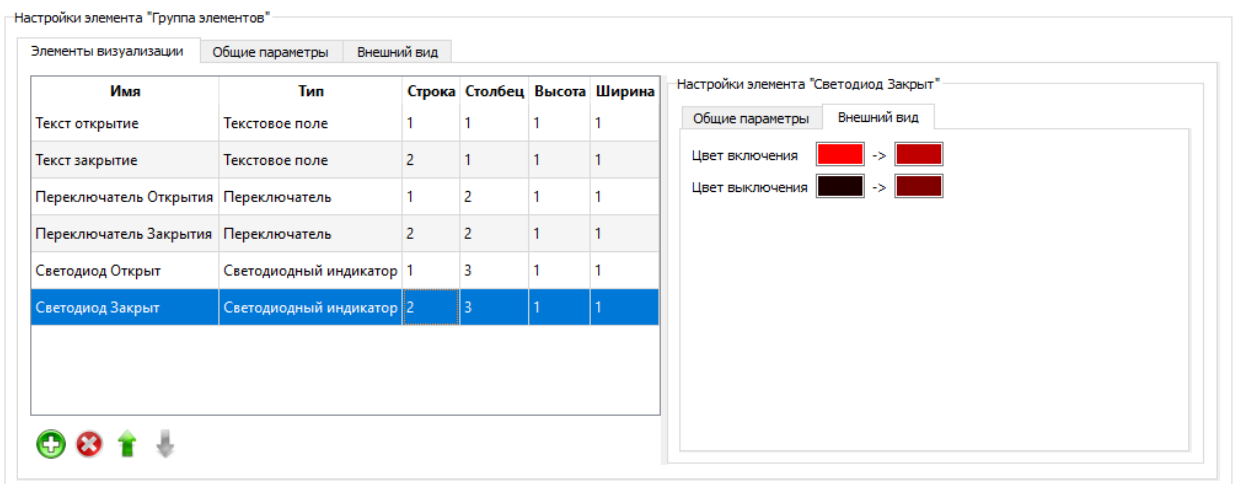 Настройки элемента "Группа элементов"
Элементы визуализации Общие параметры Внешний вид
Имя Тип Строка Столбец Высота Ширина
Текст открытие Текстовое поле 1 1 1 1
Текст закрытие Текстовое поле 2 1 1 1
Переключатель Открытия Переключатель 1 2 1 1
Переключатель Закрытия Переключатель 2 2 1 1
Светодиод Открыт Светодиодный индикатор 1 3 1 1
Светодиод Закрыт Светодиодный индикатор 2 3 1 1
Настройки элемента "Светодиод Закрыт"
Общие параметры Внешний вид
Цвет включения ->
Цвет выключения ->